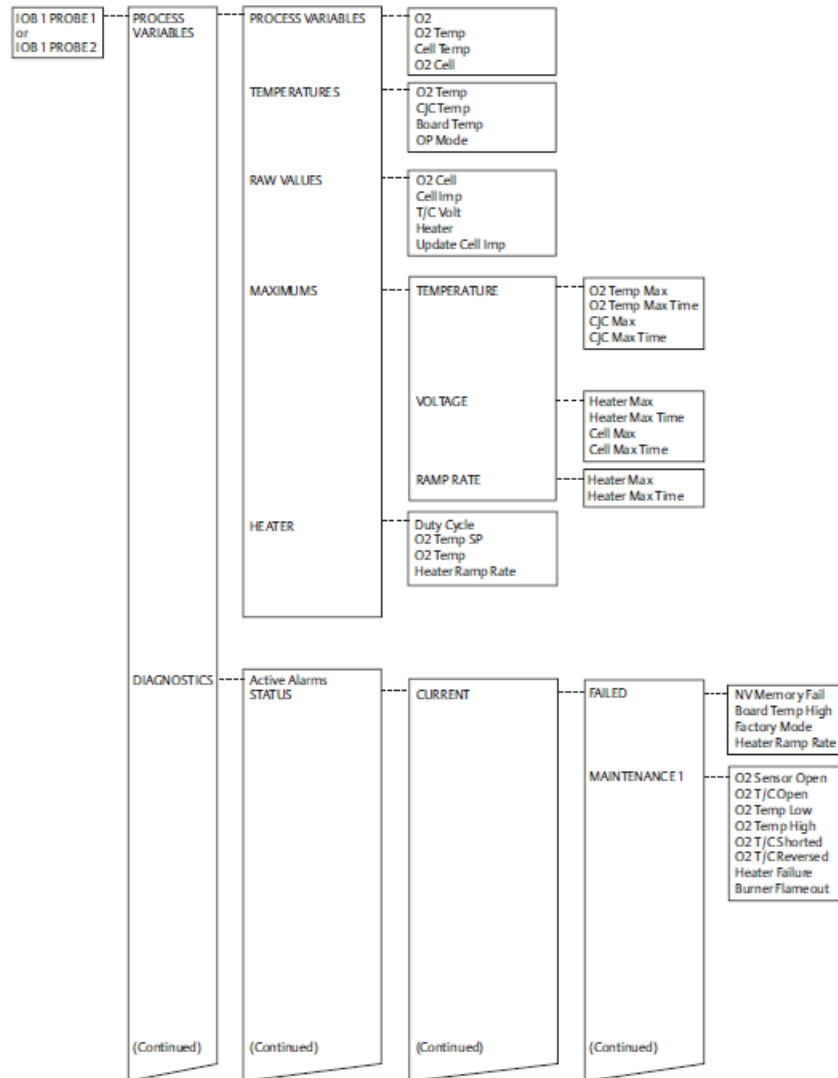 IOB 1 PROBE 1
or
IOB 1 PROBE 2
PROCESS
VARIABLES
PROCESS VARIABLES
O2
O2 Temp
Cell Temp
O2 Cell
TEMPERATURES
O2 Temp
CJC Temp
Board Temp
OP Mode
RAW VALUES
O2 Cell
Cell Imp
T/C Volt
Heater
Update Cell Imp
MAXIMUMS
TEMPERATURE
O2 Temp Max
O2 Temp Max Time
CJC Max
CJC Max Time
VOLTAGE
Heater Max
Heater Max Time
Cell Max
Cell Max Time
RAMP RATE
Heater Max
Heater Max Time
HEATER
Duty Cycle
O2 Temp SP
O2 Temp
Heater Ramp Rate
DIAGNOSTICS
Active Alarms
STATUS
CURRENT
FAILED
NV Memory Fail
Board Temp High
Factory Mode
Heater Ramp Rate
MAINTENANCE 1
O2 Sensor Open
O2 T/C Open
O2 Temp Low
O2 Temp High
O2 T/C Shorted
O2 T/C Reversed
Heater Failure
Burner Flameout
(Continued)
(Continued)
(Continued)
(Continued)